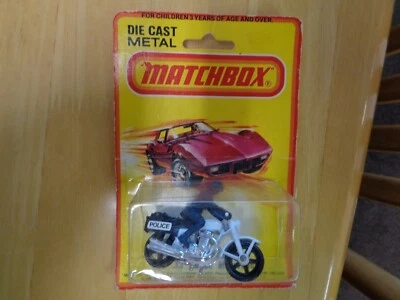 FOR CHILDREN 3 YEARS OF AGE AND OVER.
DIE CAST
METAL
MATCHBOX®
POLICE